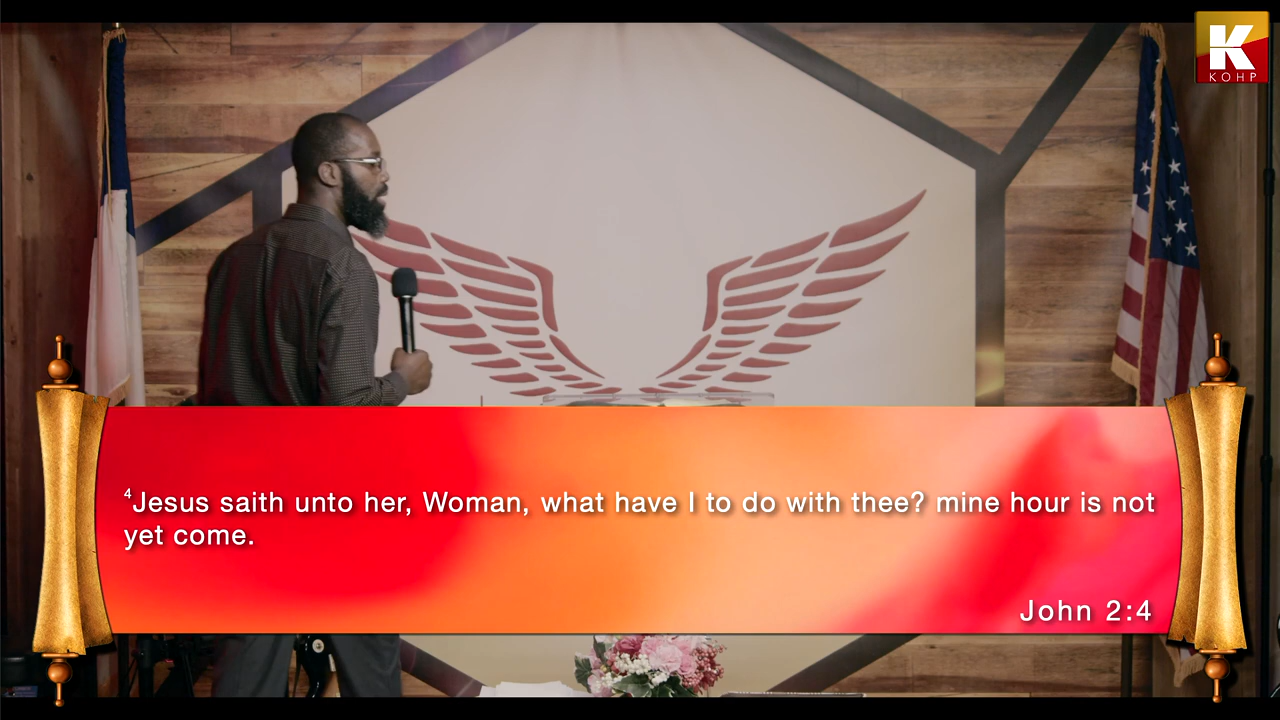 K
KOHP
4Jesus saith unto her, Woman, what have I to do with thee? mine hour is not
yet come.
John 2:4